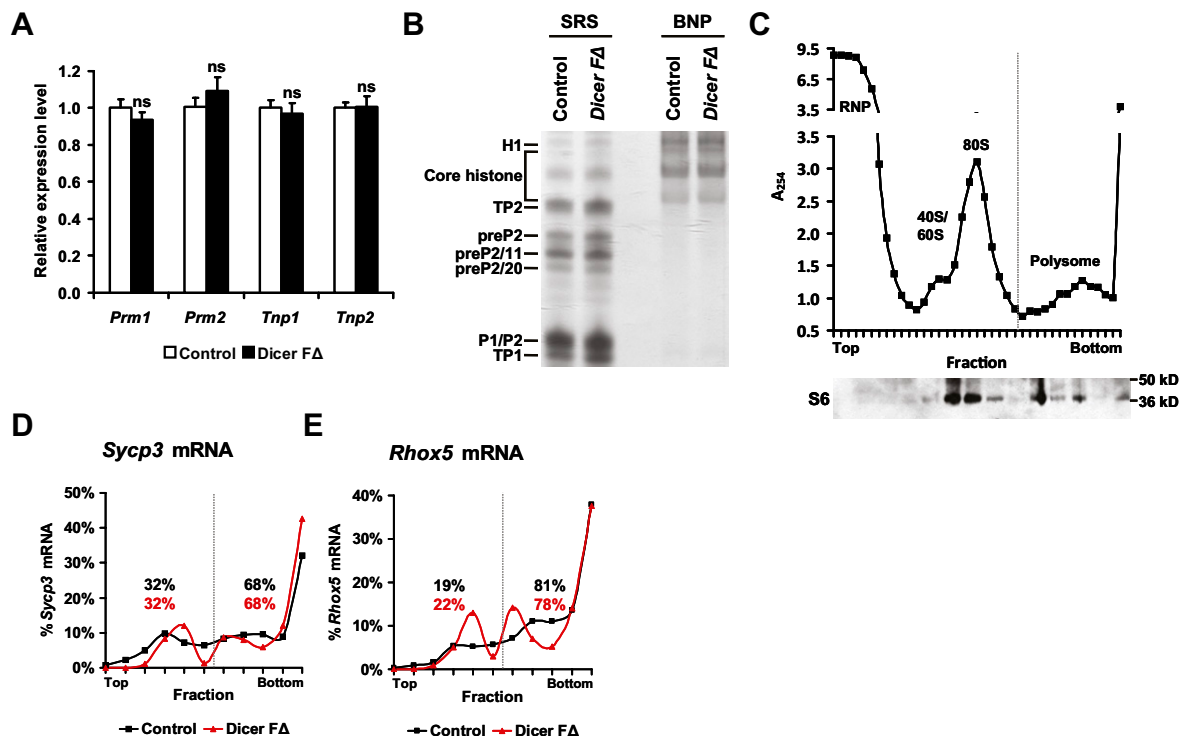 A
Relative expression level
1.2
1.0
0.8
0.6
0.4
0.2
0.0
ns
ns
ns
ns
Prm1
Prm2
Tnp1
Tnp2
Control
Dicer FΔ
B
SRS
BNP
Control
Dicer FΔ
Control
Dicer FΔ
H1
Core histone
TP2
preP2
preP2/11
preP2/20
P1/P2
TP1
C
A254
9.5
6.5
3.5
3.5
3.0
2.5
2.0
1.5
1.0
0.5
RNP
40S/
60S
80S
Polysome
Top
Bottom
Fraction
S6
50 kD
36 kD
D
Sycp3 mRNA
% Sycp3 mRNA
50%
40%
30%
20%
10%
0%
32%
68%
32%
68%
Top
Bottom
Fraction
Control
Dicer FΔ
E
Rhox5 mRNA
% Rhox5 mRNA
40%
30%
20%
10%
0%
19%
81%
22%
78%
Top
Bottom
Fraction
Control
Dicer FΔ